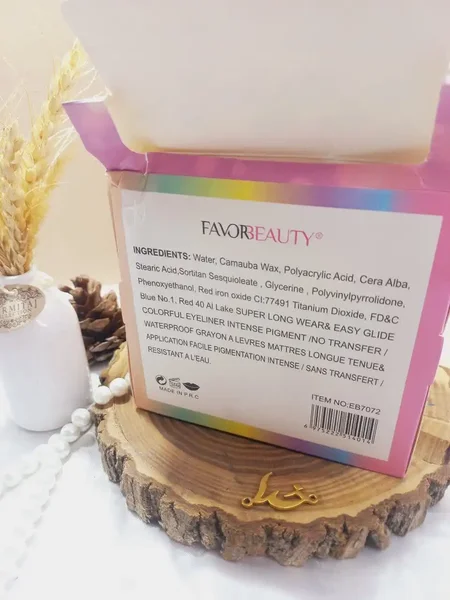 FAVORBEAUTY®
INGREDIENTS: Water, Carnauba Wax, Polyacrylic Acid, Cera Alba,
Stearic Acid,Sortitan Sesquioleate , Glycerine , Polyvinylpyrrolidone,
Phenoxyethanol, Red iron oxide CI:77491 Titanium Dioxide, FD&C
Blue No.1, Red 40 Al Lake SUPER LONG WEAR& EASY GLIDE
COLORFUL EYELINER INTENSE PIGMENT /NO TRANSFER /
WATERPROOF GRAYON A LEVRES MATTRES LONGUE TENUE&
APPLICATION FACILE PIGMENTATION INTENSE / SANS TRANSFERT /
RESISTANT A L'EAU.
MADE IN P.R.C
ITEM NO:EB7072